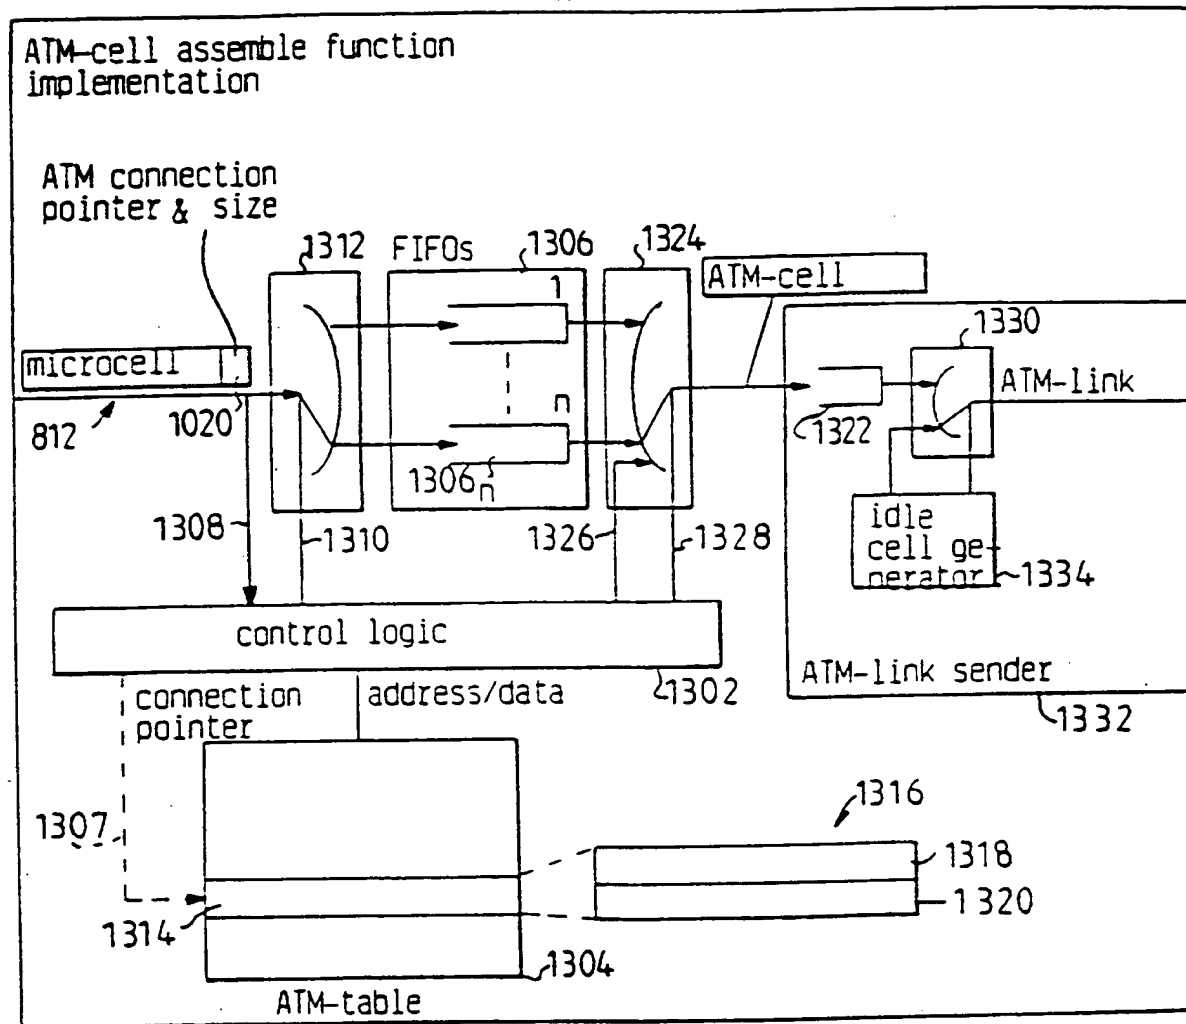 ATM-cell assemble function
implementation
ATM connection
pointer & size
1312
FIFOs
1306
1324
ATM-cell
1
1330
microcell
ATM-link
812
1020
n
1322
1306n
1308
1310
1326
1328
idle
cell ge-
nerator
1334
control logic
ATM-link sender
connection
pointer
address/data
1302
1332
1307
1316
1318
1320
1314
1304
ATM-table